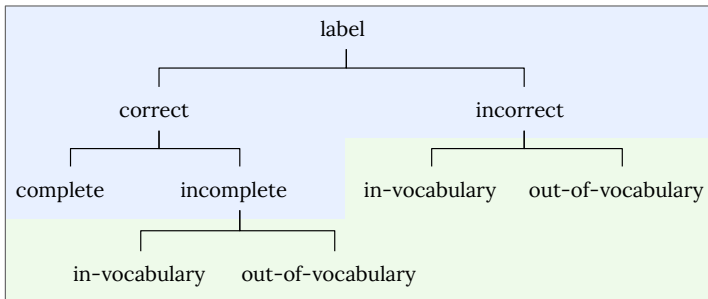 label
correct incorrect
complete incomplete in-vocabulary out-of-vocabulary
in-vocabulary out-of-vocabulary